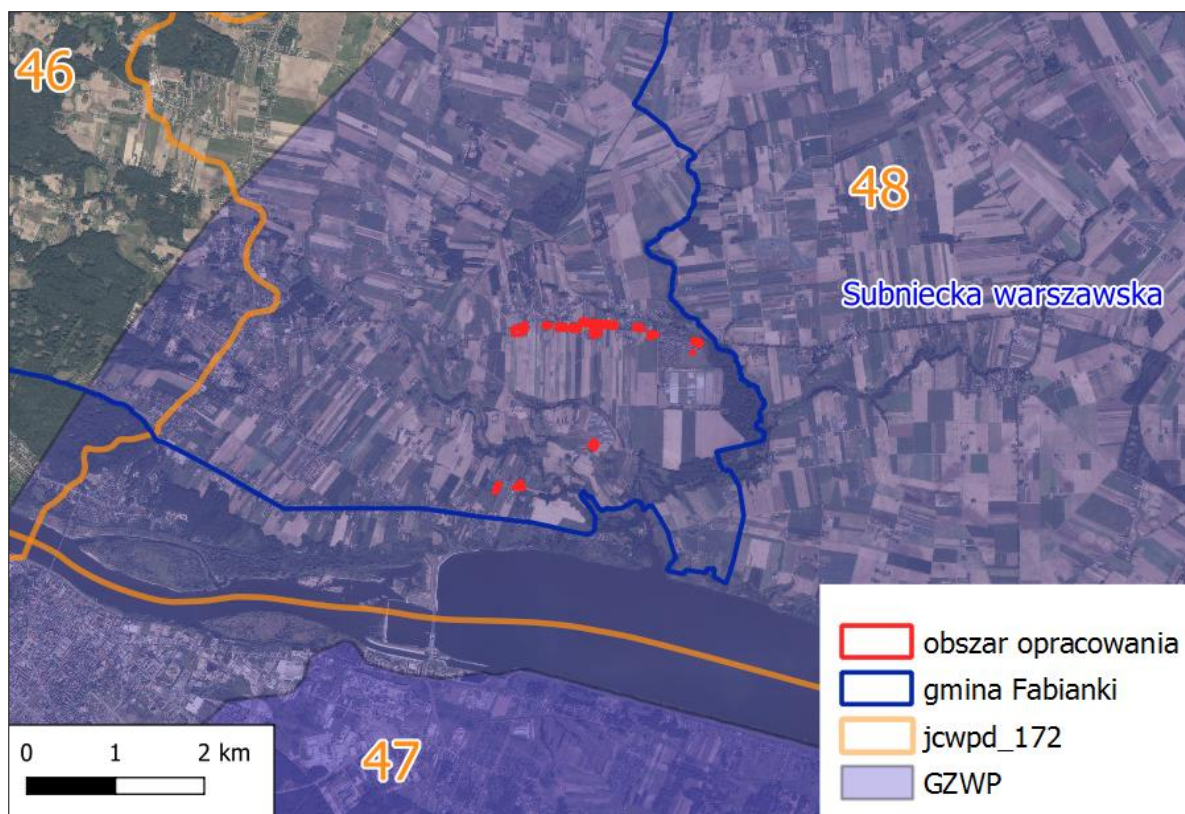 46
48
Subniecka warszawska
47
0 1 2 km
obszar opracowania
gmina Fabianki
jcwpd_172
GZWP